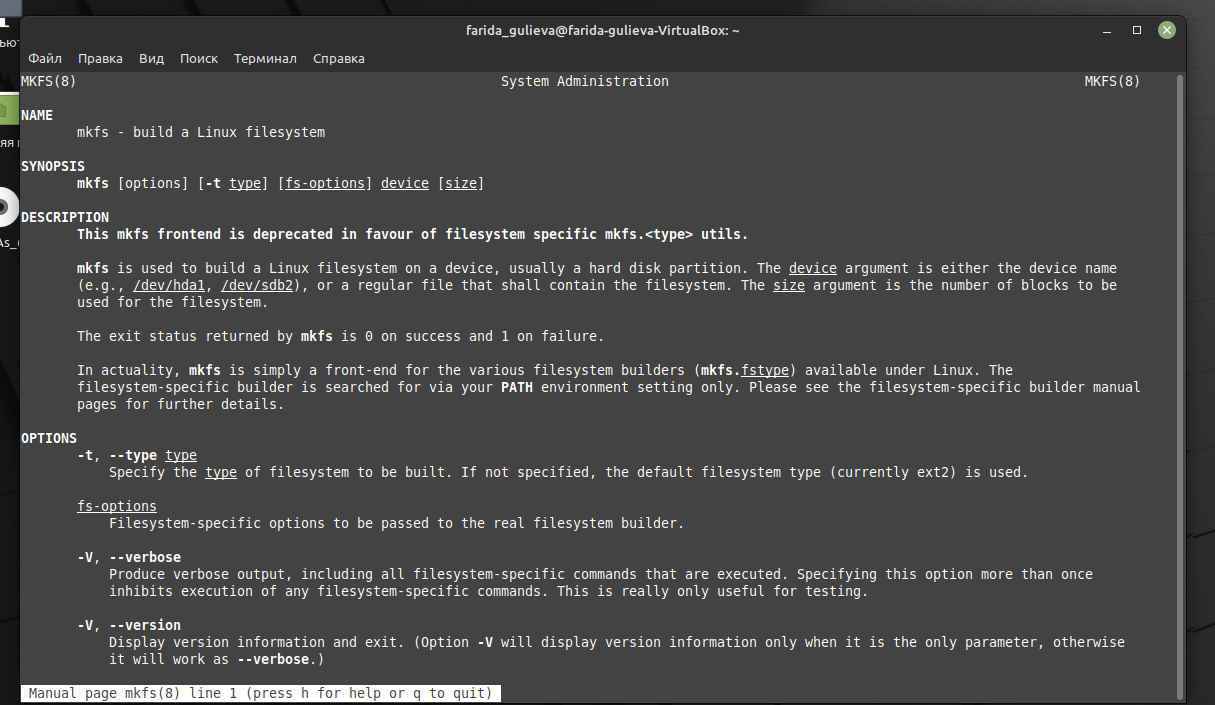 farida_gulieva@farida-gulieva-VirtualBox: ~
Файл Правка Вид Поиск Терминал Справка
MKFS(8) System Administration MKFS(8)
NAME
mkfs - build a Linux filesystem
SYNOPSIS
mkfs [options] [-t type] [fs-options] device [size]
DESCRIPTION
This mkfs frontend is deprecated in favour of filesystem specific mkfs.<type> utils.
mkfs is used to build a Linux filesystem on a device, usually a hard disk partition. The device argument is either the device name
(e.g., /dev/hda1, /dev/sdb2), or a regular file that shall contain the filesystem. The size argument is the number of blocks to be
used for the filesystem.
The exit status returned by mkfs is 0 on success and 1 on failure.
In actuality, mkfs is simply a front-end for the various filesystem builders (mkfs.fstype) available under Linux. The
filesystem-specific builder is searched for via your PATH environment setting only. Please see the filesystem-specific builder manual
pages for further details.
OPTIONS
-t, --type type
Specify the type of filesystem to be built. If not specified, the default filesystem type (currently ext2) is used.
fs-options
Filesystem-specific options to be passed to the real filesystem builder.
-V, --verbose
Produce verbose output, including all filesystem-specific commands that are executed. Specifying this option more than once
inhibits execution of any filesystem-specific commands. This is really only useful for testing.
-V, --version
Display version information and exit. (Option -V will display version information only when it is the only parameter, otherwise
it will work as --verbose.)
Manual page mkfs(8) line 1 (press h for help or q to quit)